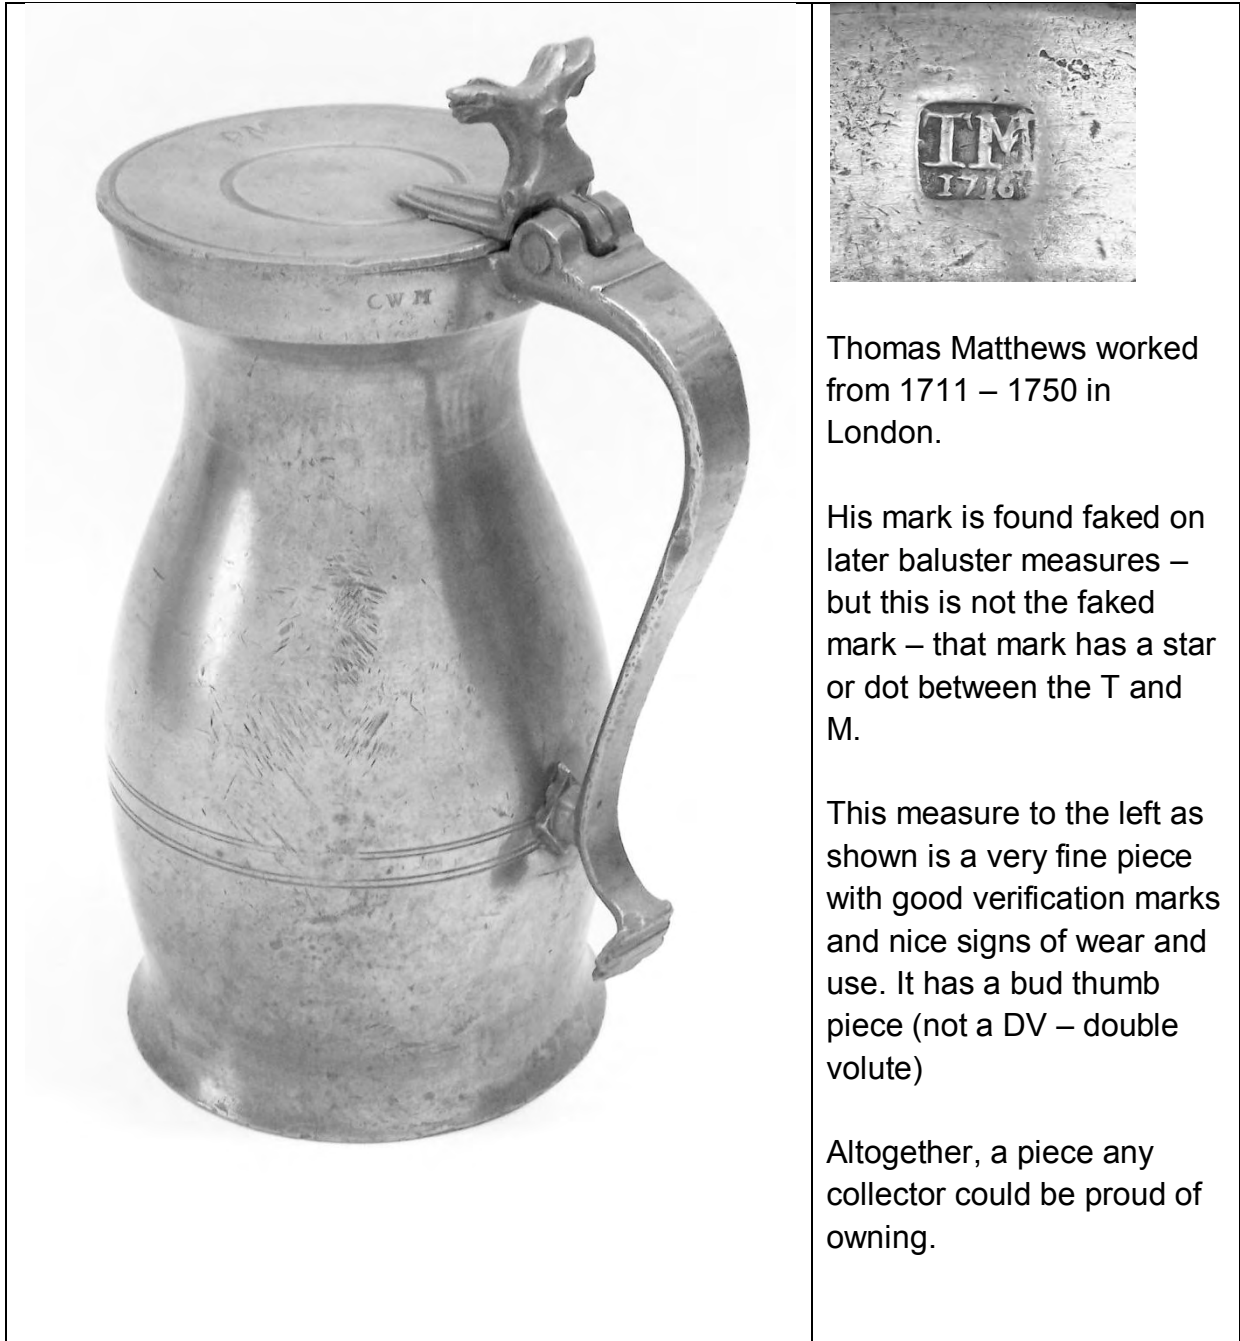 DM
CWM
TM
1716
Thomas Matthews worked
from 1711 – 1750 in
London.
His mark is found faked on
later baluster measures –
but this is not the faked
mark – that mark has a star
or dot between the T and
M.
This measure to the left as
shown is a very fine piece
with good verification marks
and nice signs of wear and
use. It has a bud thumb
piece (not a DV – double
volute)
Altogether, a piece any
collector could be proud of
owning.